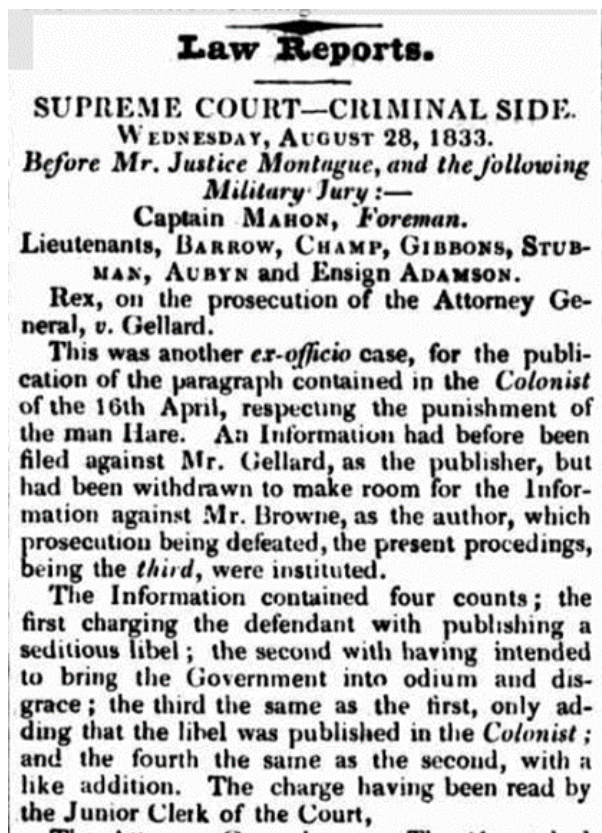 Law Reports.
SUPREME COURT—CRIMINAL SIDE.
WEDNESDAY, AUGUST 28, 1833.
Before Mr. Justice Montague, and the following
Military Jury:—
Captain MAHON, Foreman.
Lieutenants, BARROW, CHAMP, GIBBONS, STUB-
MAN, AUBYN and Ensign ADAMSON.
Rex, on the prosecution of the Attorney Ge-
neral, v. Gellard.
This was another ex-officio case, for the publi-
cation of the paragraph contained in the Colonist
of the 16th April, respecting the punishment of
the man Hare. An Information had before been
filed against Mr. Gellard, as the publisher, but
had been withdrawn to make room for the Infor-
mation against Mr. Browne, as the author, which
prosecution being defeated, the present procedings,
being the third, were instituted.
The Information contained four counts; the
first charging the defendant with publishing a
seditious libel; the second with having intended
to bring the Government into odium and dis-
grace; the third the same as the first, only ad-
ding that the libel was published in the Colonist;
and the fourth the same as the second, with a
like addition. The charge having been read by
the Junior Clerk of the Court,